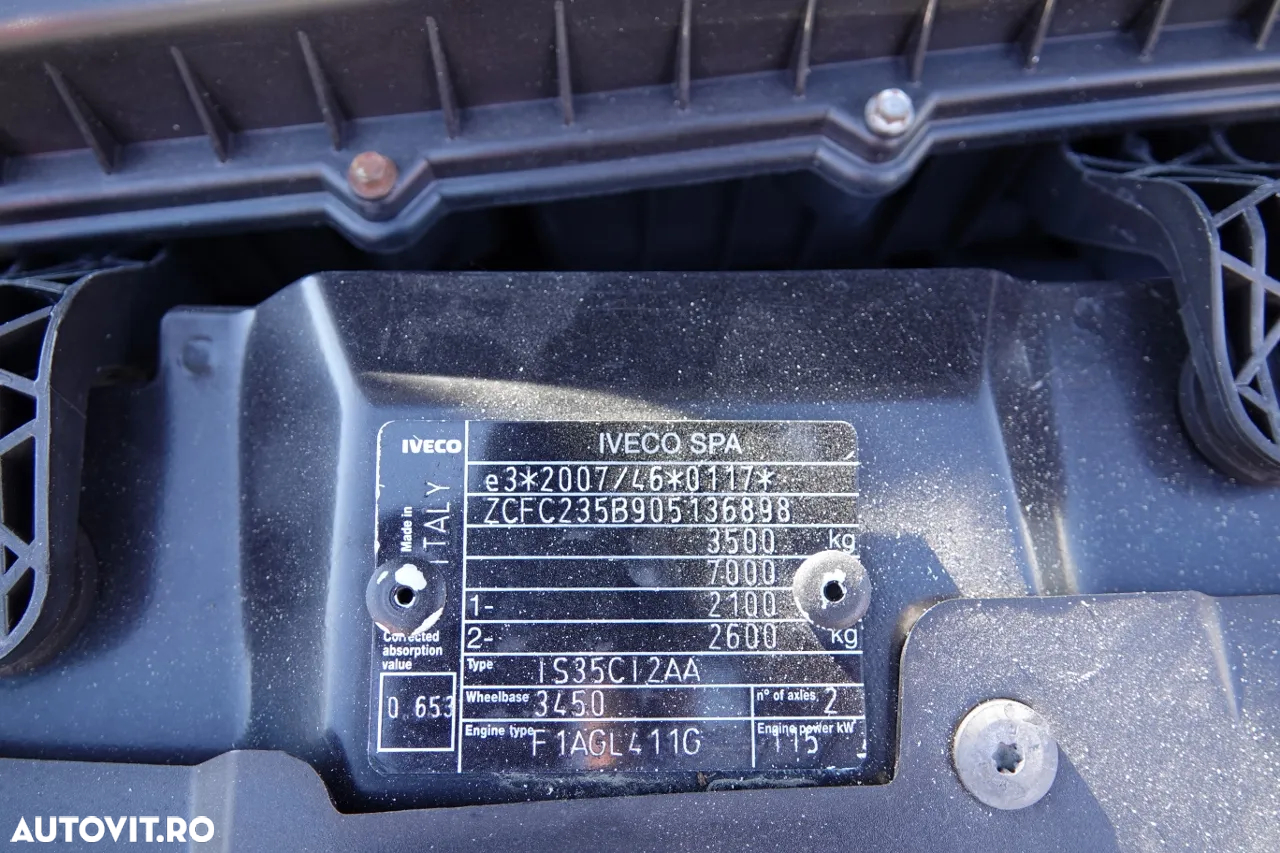 IVECO
IVECO SPA
Made in
ITALY
e3*2007/46*0117*
ZCFC235B905136898
3500 kg
7000
1- 2100
2- 2600 kg
Corrected
absorption
value
0.653
Type IS35CI2AA
Wheelbase 3450
n° of axles 2
Engine type F1AGL411G
Engine power kW 115
AUTOVIT.RO